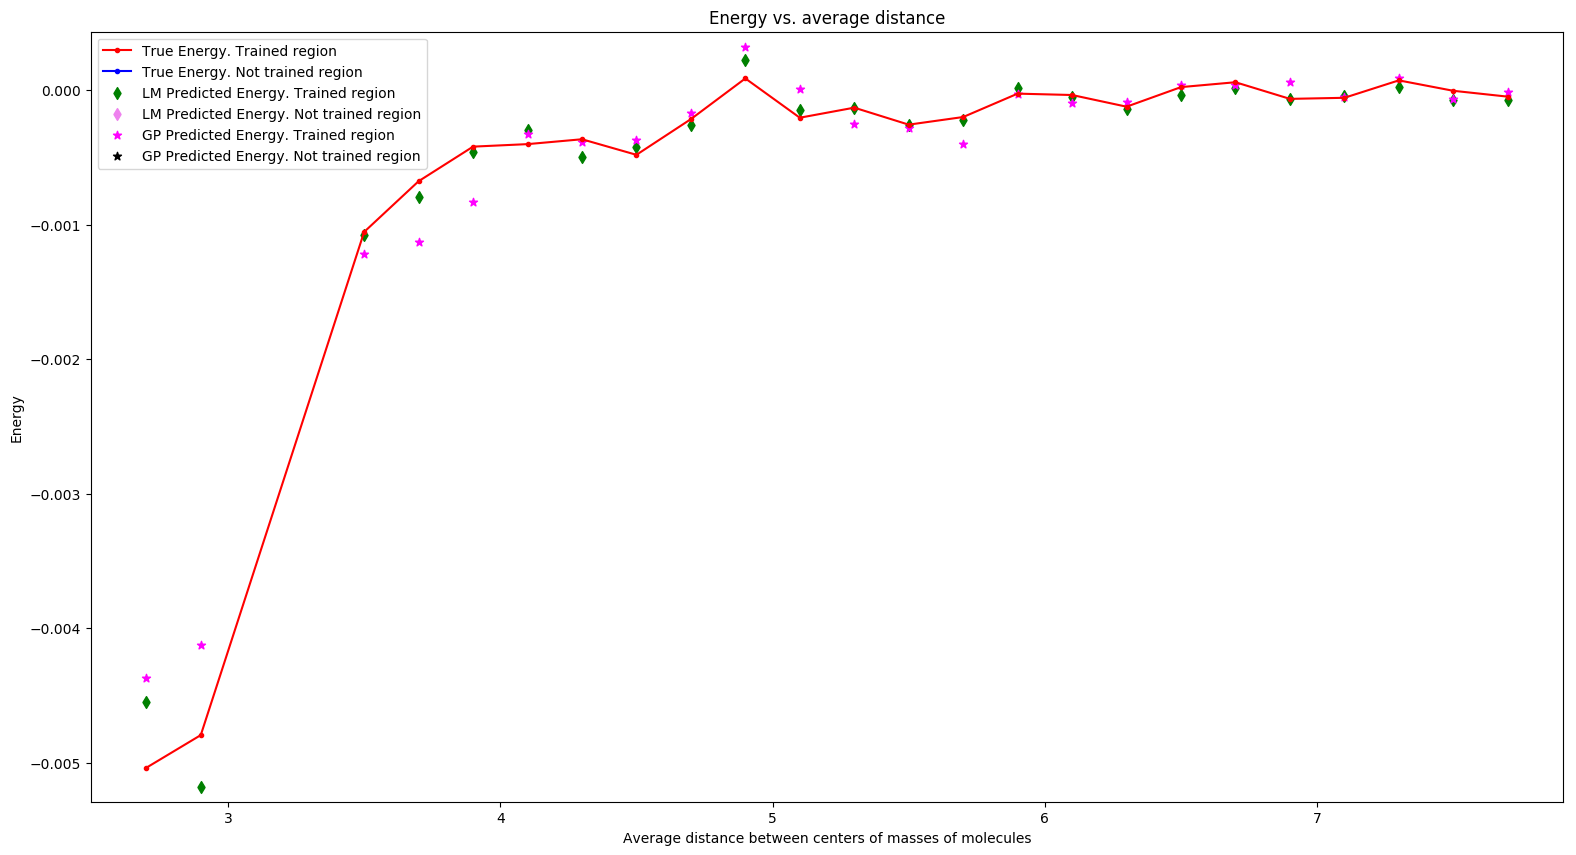 Energy vs. average distance
True Energy. Trained region
True Energy. Not trained region
LM Predicted Energy. Trained region
LM Predicted Energy. Not trained region
GP Predicted Energy. Trained region
GP Predicted Energy. Not trained region
0.000
−0.001
−0.002
−0.003
−0.004
−0.005
Energy
3 4 5 6 7
Average distance between centers of masses of molecules